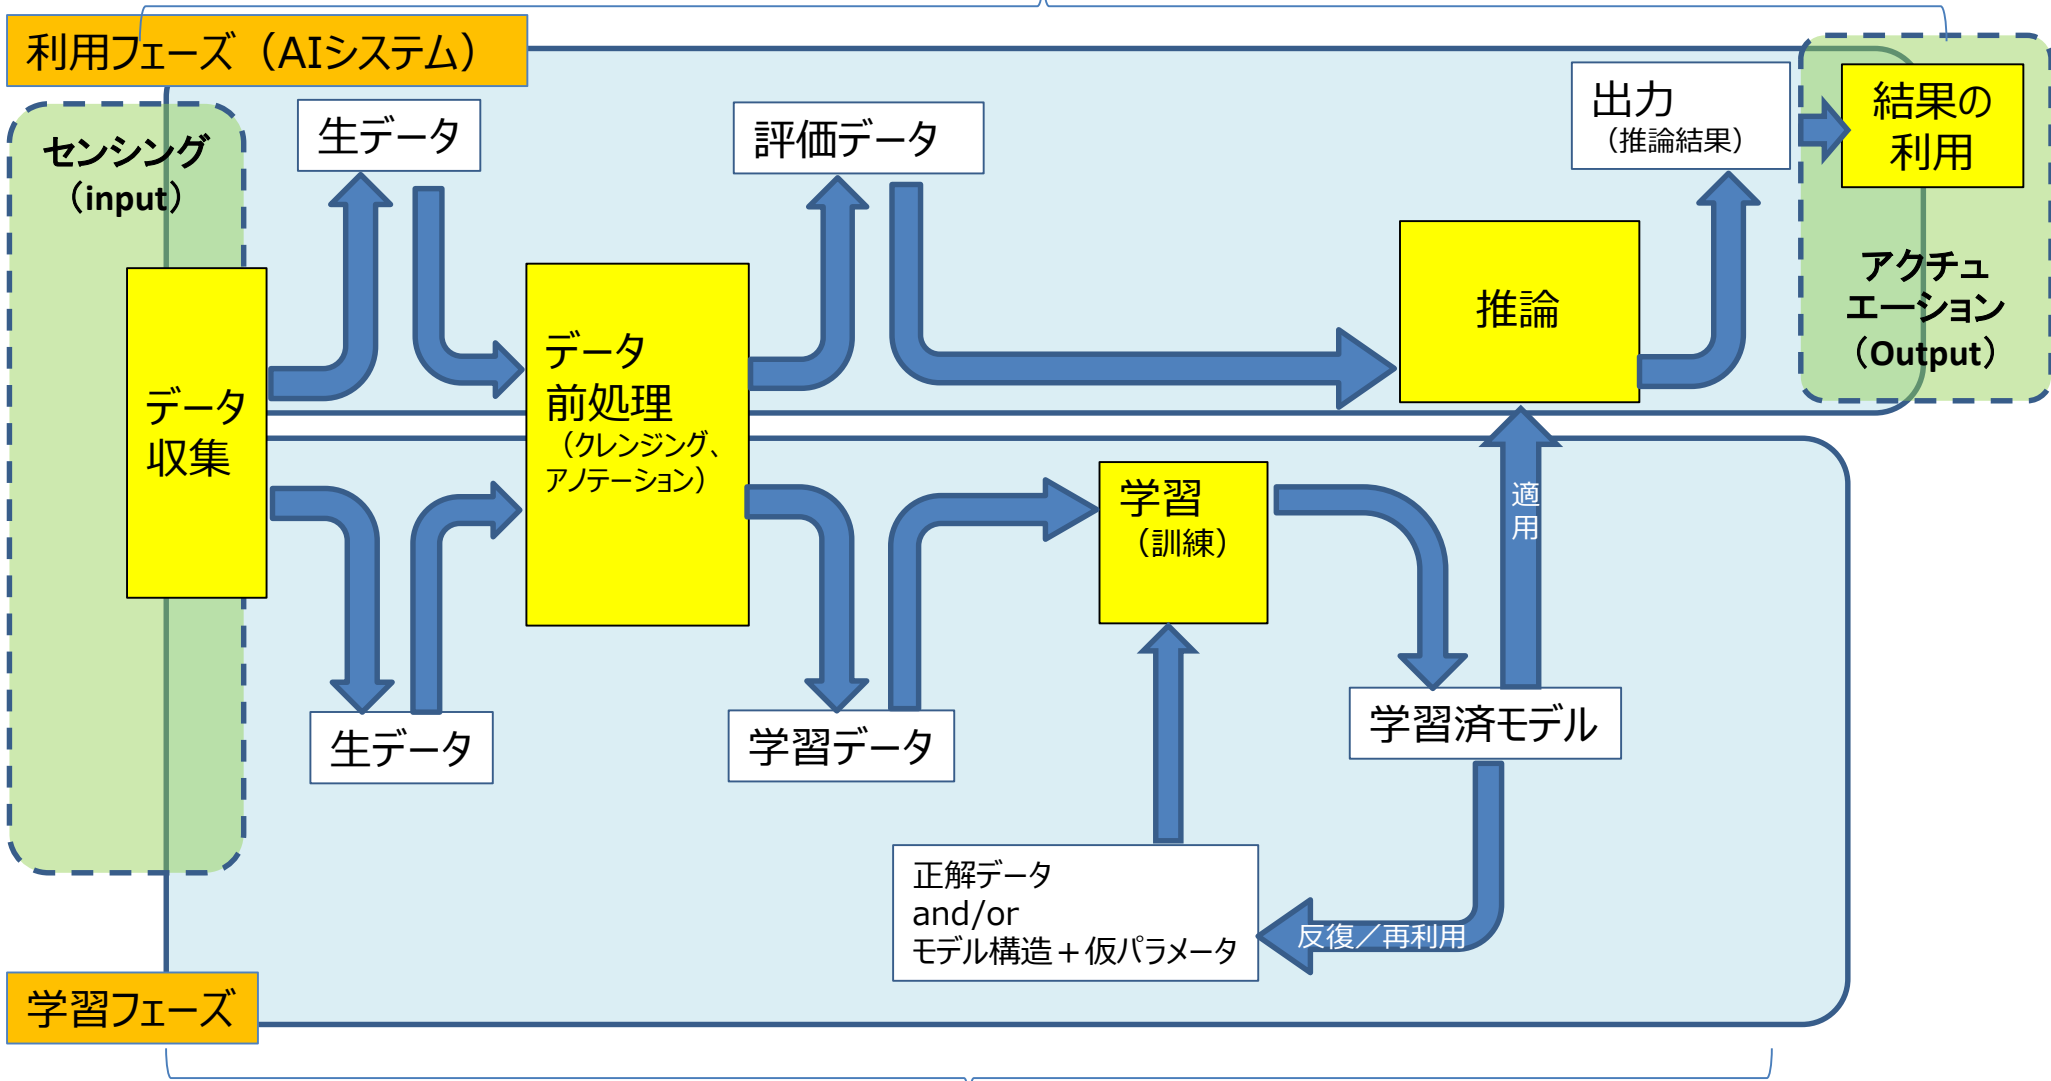 利用フェーズ（AIシステム）
センシング
（input）
生データ
評価データ
出力
（推論結果）
結果の
利用
アクチュ
エーション
（Output）
推論
データ
収集
データ
前処理
（クレンジング、
アノテーション）
学習
（訓練）
適
用
生データ
学習データ
学習済モデル
正解データ
and/or
モデル構造＋仮パラメータ
反復／再利用
学習フェーズ